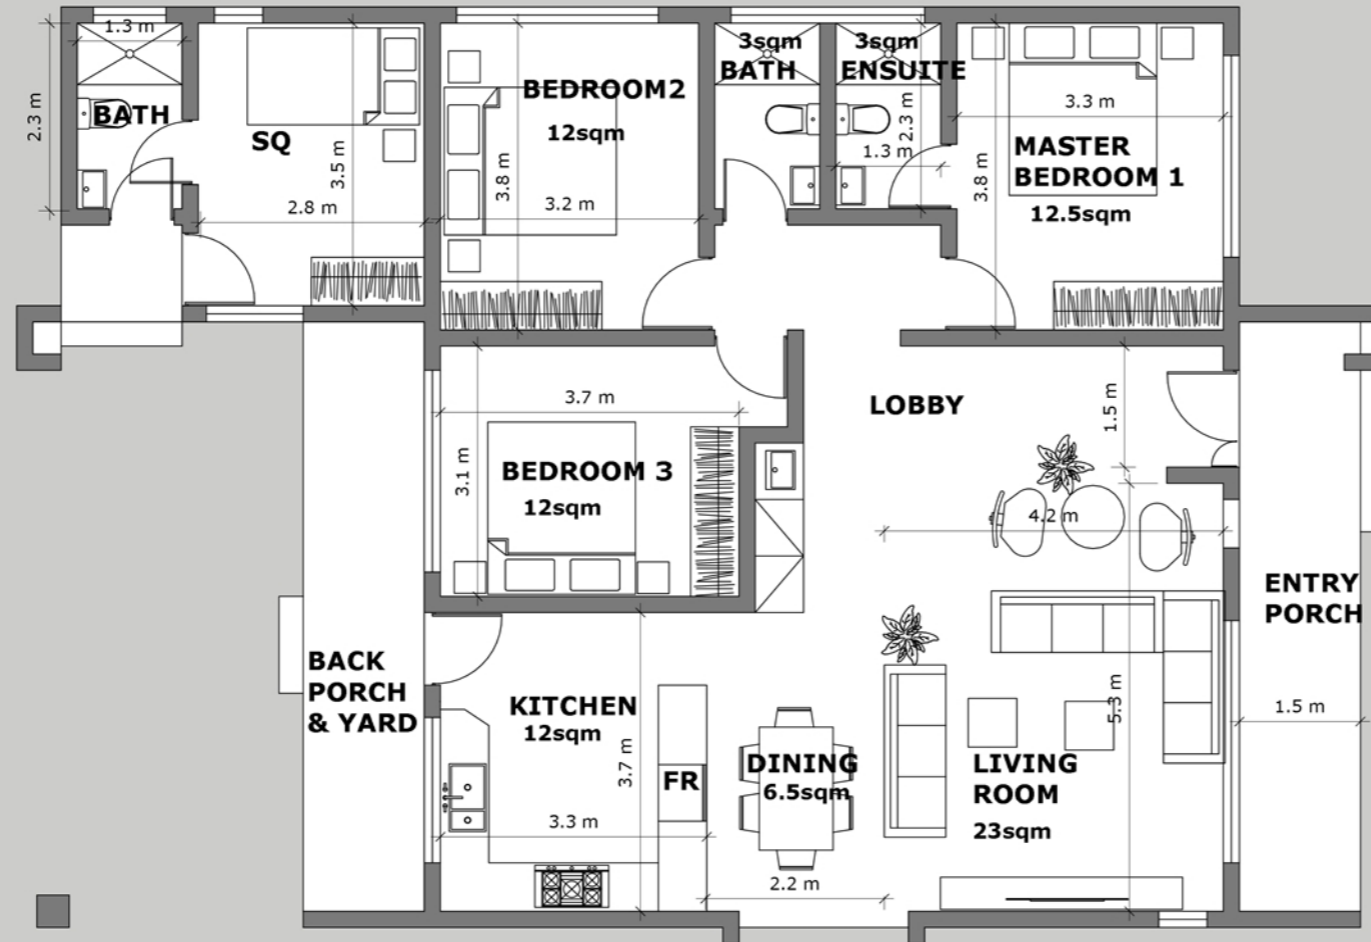 1.3 m
2.3 m
BATH
SQ
3.5 m
2.8 m
BEDROOM2
12sqm
3.8 m
3.2 m
3sqm
BATH
3sqm
ENSUITE
2.3 m
1.3 m
3.3 m
MASTER
BEDROOM 1
12.5sqm
3.8 m
3.7 m
3.1 m
BEDROOM 3
12sqm
LOBBY
1.5 m
4.2 m
ENTRY
PORCH
1.5 m
BACK
PORCH
& YARD
KITCHEN
12sqm
3.7 m
3.3 m
FR
DINING
6.5sqm
2.2 m
5.3 m
LIVING
ROOM
23sqm